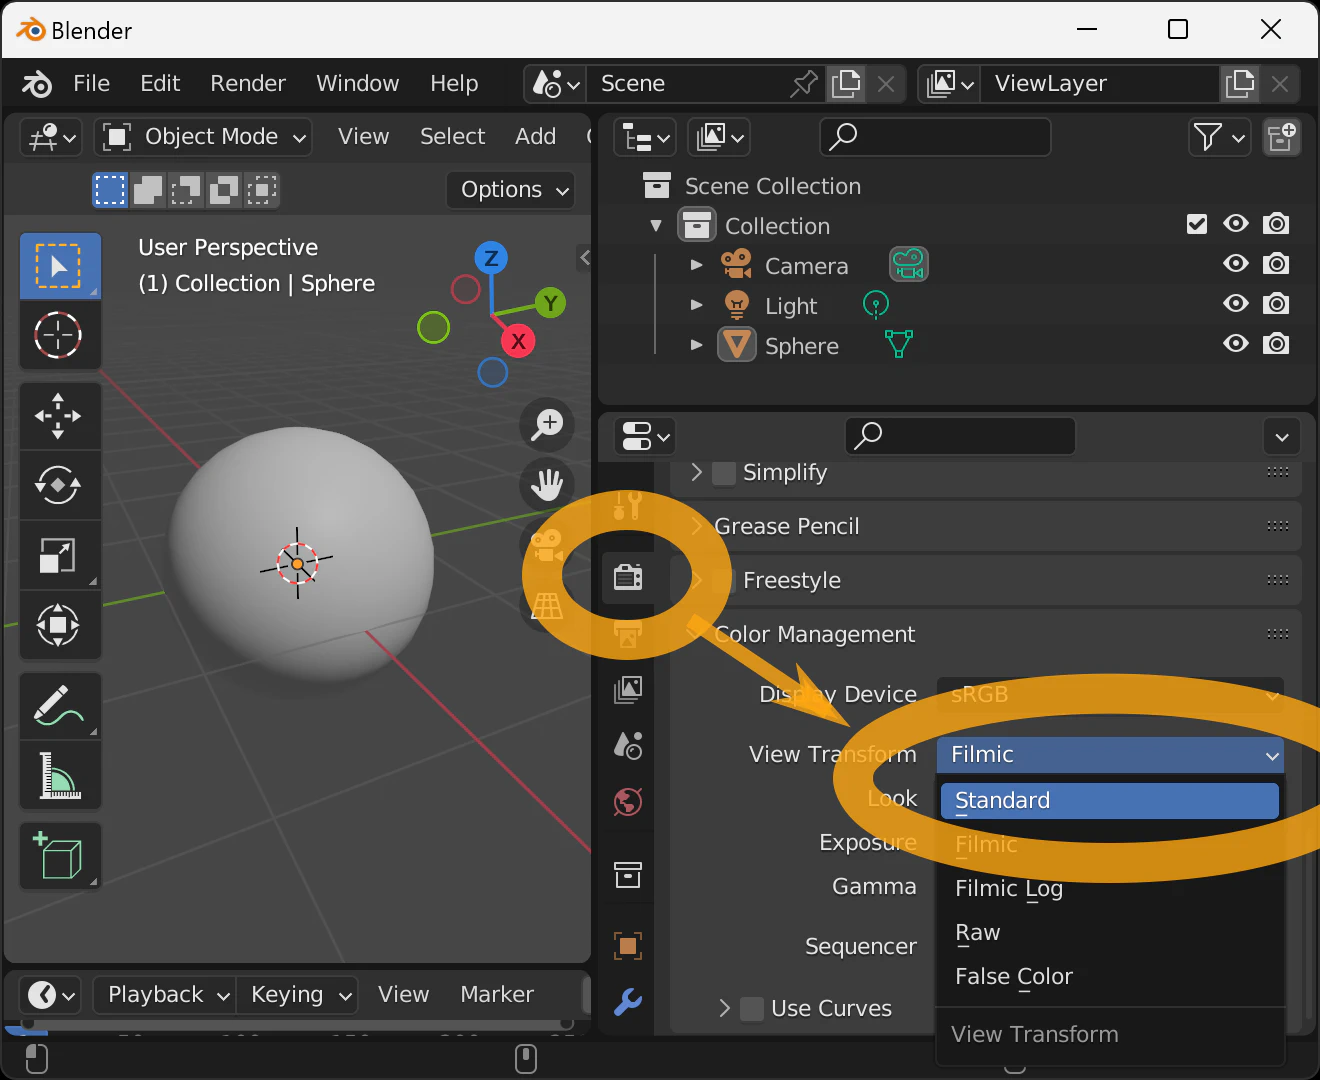 Blender
File Edit Render Window Help Scene ViewLayer
Object Mode View Select Add
Options
User Perspective
(1) Collection | Sphere
Z
Y
X
Scene Collection
Collection
Camera
Light
Sphere
Simplify
Grease Pencil
Freestyle
Color Management
Display Device sRGB
View Transform Filmic
Look
Exposure
Gamma
Sequencer
Use Curves
Standard
Filmic
Filmic Log
Raw
False Color
View Transform
Playback Keying View Marker